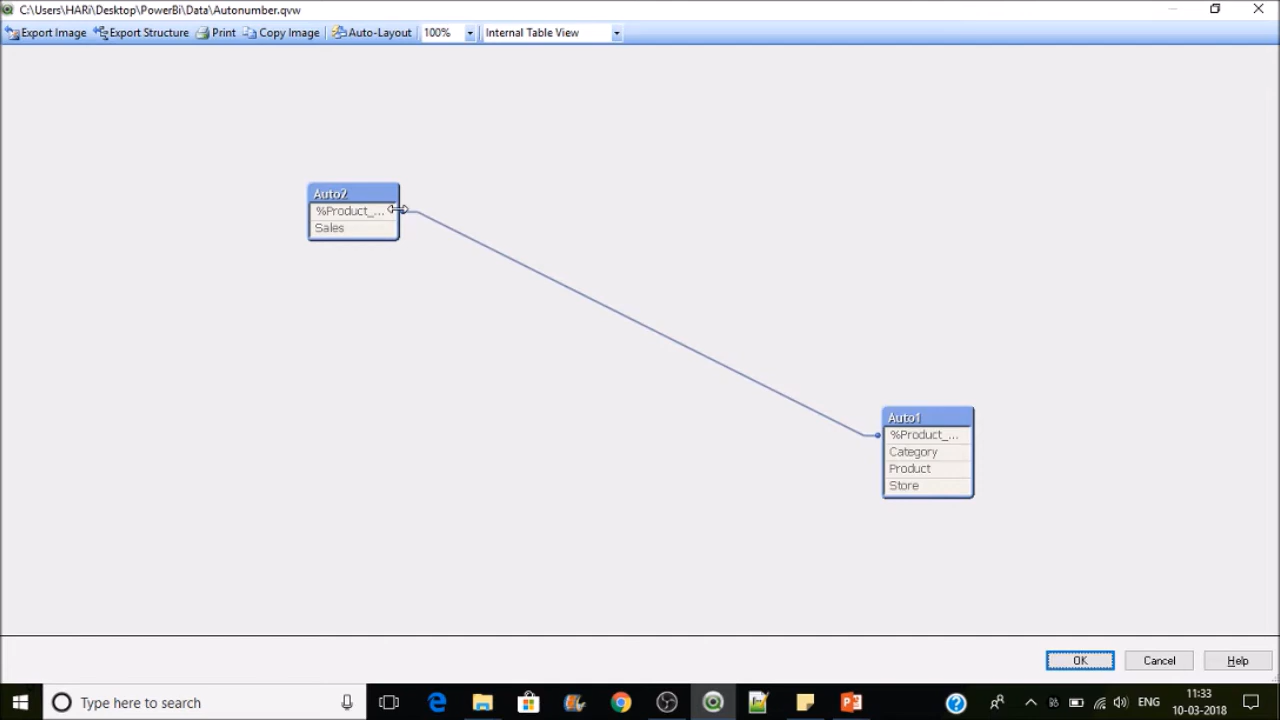 C:\Users\HARi\Desktop\PowerBi\Data\Autonumber.qvw
Export Image Export Structure Print Copy Image Auto-Layout 100% Internal Table View
Auto2
%Product_...
Sales
Auto1
%Product_...
Category
Product
Store
OK Cancel Help
Type here to search
ENG
11:33
10-03-2018